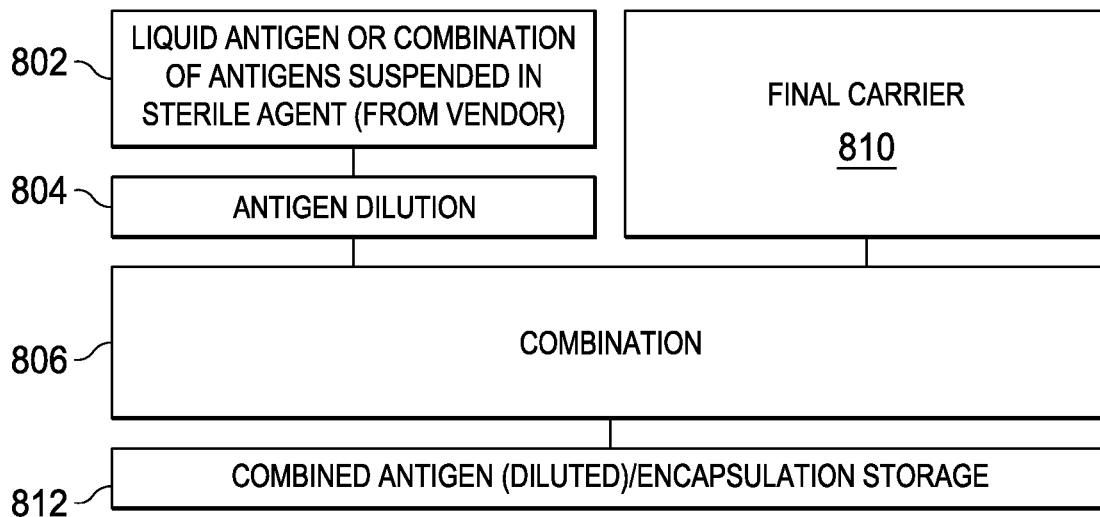 802
LIQUID ANTIGEN OR COMBINATION
OF ANTIGENS SUSPENDED IN
STERILE AGENT (FROM VENDOR)
FINAL CARRIER
810
804
ANTIGEN DILUTION
806
COMBINATION
812
COMBINED ANTIGEN (DILUTED)/ENCAPSULATION STORAGE